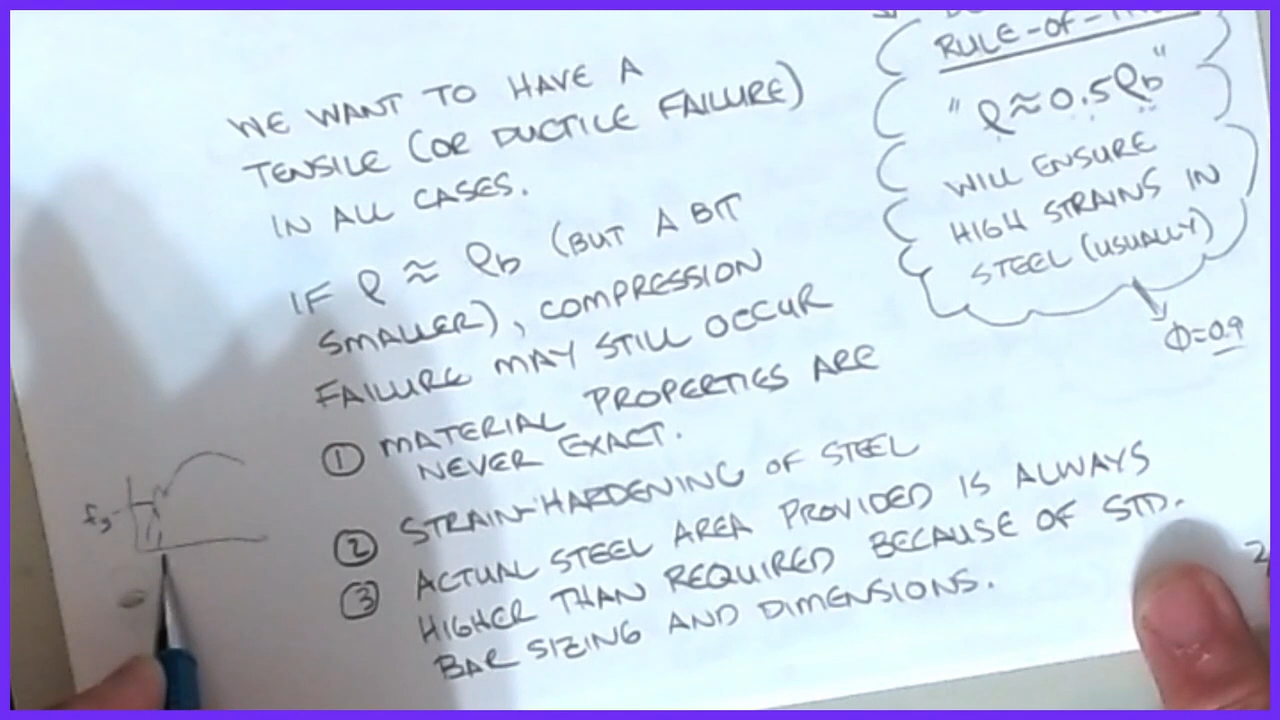 WE WANT TO HAVE A
TENSILE (OR DUCTILE FAILURE)
IN ALL CASES.
IF ρ ≈ ρb (BUT A BIT
SMALLER), COMPRESSION
FAILURE MAY STILL OCCUR
① MATERIAL PROPERTIES ARE
NEVER EXACT.
② STRAIN-HARDENING OF STEEL
③ ACTUAL STEEL AREA PROVIDED IS ALWAYS
HIGHER THAN REQUIRED BECAUSE OF STD.
BAR SIZING AND DIMENSIONS.
RULE-OF-
"ρ ≈ 0.5ρb"
WILL ENSURE
HIGH STRAINS IN
STEEL (USUALLY)
Φ=0.9
fy